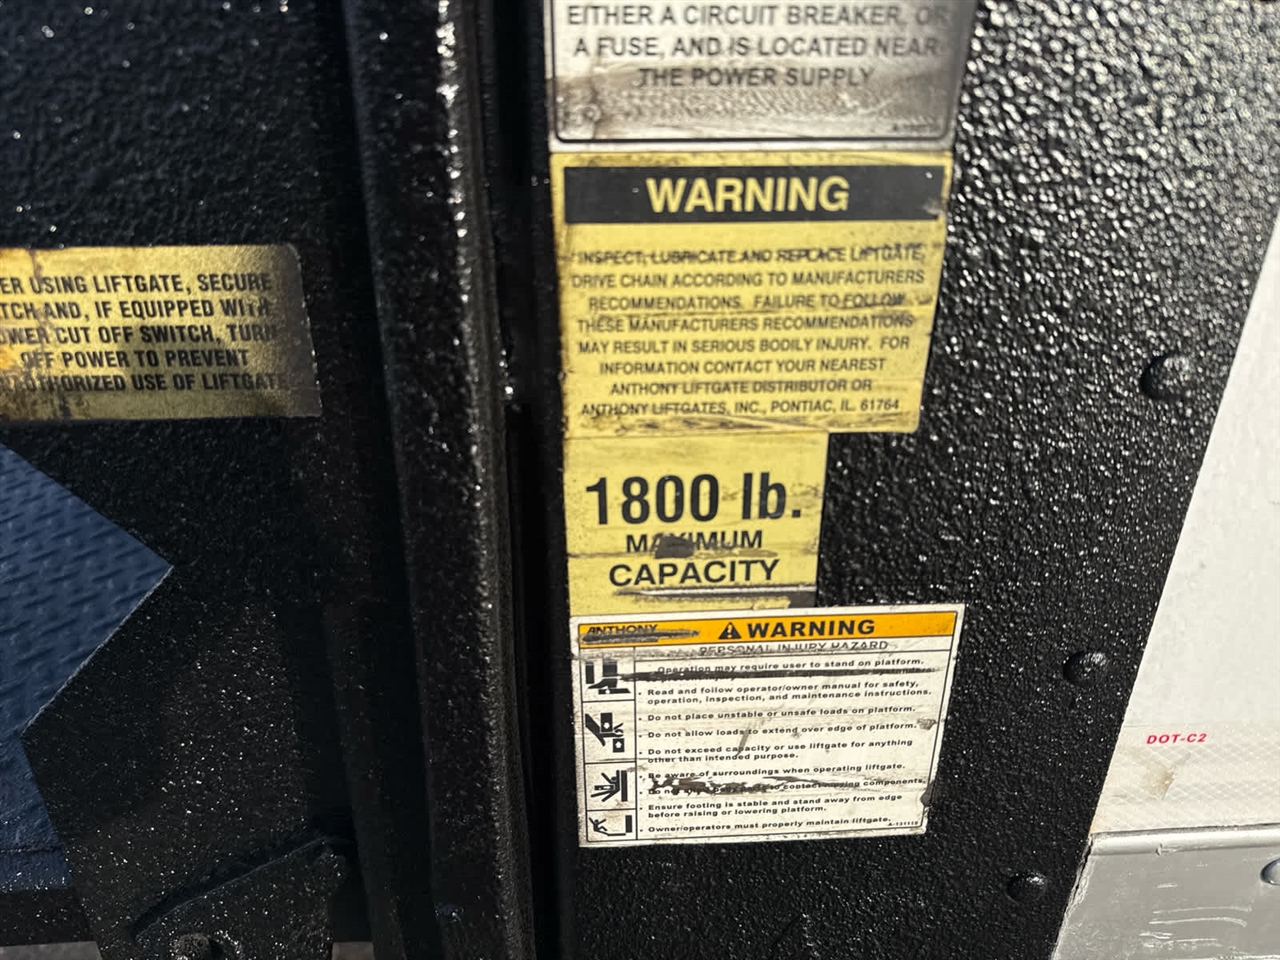 EITHER A CIRCUIT BREAKER, OR
A FUSE, AND IS LOCATED NEAR
THE POWER SUPPLY
WARNING
INSPECT, LUBRICATE AND REPLACE LIFTGATE,
DRIVE CHAIN ACCORDING TO MANUFACTURERS
RECOMMENDATIONS. FAILURE TO FOLLOW
THESE MANUFACTURERS RECOMMENDATIONS
MAY RESULT IN SERIOUS BODILY INJURY. FOR
INFORMATION CONTACT YOUR NEAREST
ANTHONY LIFTGATE DISTRIBUTOR OR
ANTHONY LIFTGATES, INC., PONTIAC, IL. 61764
ER USING LIFTGATE, SECURE
TCH AND, IF EQUIPPED WITH
OWER CUT OFF SWITCH, TURN
OFF POWER TO PREVENT
AUTHORIZED USE OF LIFTGATE
1800 lb.
MAXIMUM
CAPACITY
ANTHONY
WARNING
PERSONAL INJURY HAZARD
Operation may require user to stand on platform.
• Read and follow operator/owner manual for safety,
operation, inspection, and maintenance instructions.
• Do not place unstable or unsafe loads on platform.
• Do not allow loads to extend over edge of platform.
• Do not exceed capacity or use liftgate for anything
other than intended purpose.
• Be aware of surroundings when operating liftgate.
• Do not to contact moving components.
• Ensure footing is stable and stand away from edge
before raising or lowering platform.
• Owner/operators must properly maintain liftgate.
DOT-C2